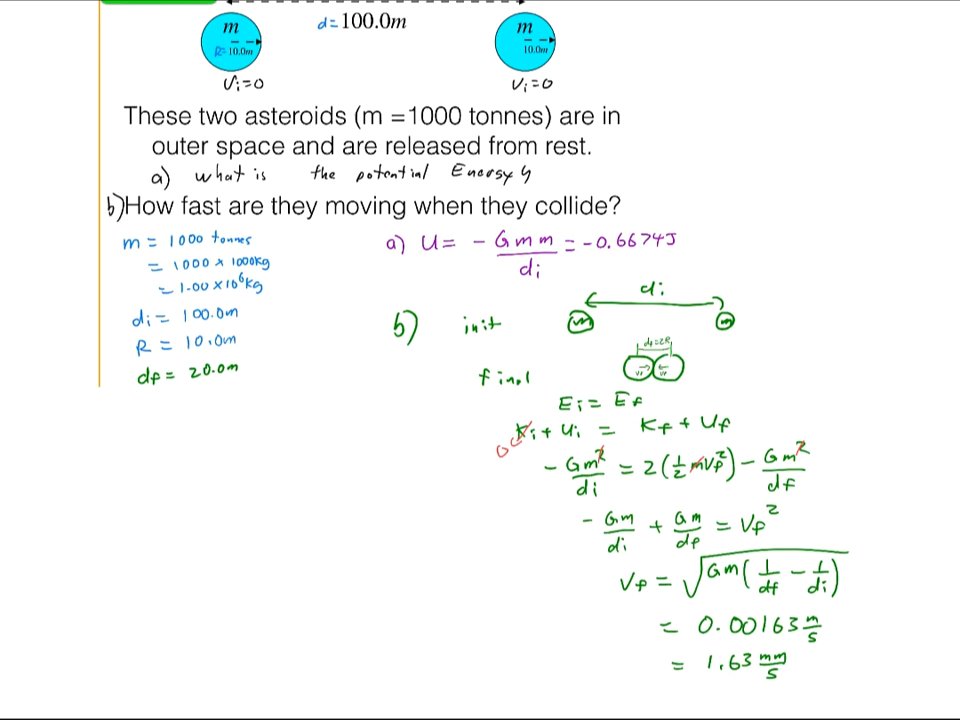 m d = 100.0m m
R= 10.0m 10.0m
Vi=0 Vi=0
These two asteroids (m =1000 tonnes) are in
outer space and are released from rest.
a) what is the potential Energy
b) How fast are they moving when they collide?
m = 1000 tonnes
= 1000 x 1000kg
= 1.00 x 10⁶kg
di = 100.0m
R = 10.0m
df = 20.0m
a) U = - Gmm/di = -0.6674J
di
b) init m m
df=2R
final vf vf
Ei = Ef
0 Ki + Ui = Kf + Uf
- Gm²/di = 2(½mVf²) - Gm²/df
- Gm/di + Gm/df = Vf²
Vf = √Gm(1/df - 1/di)
= 0.00163 m/s
= 1.63 mm/s